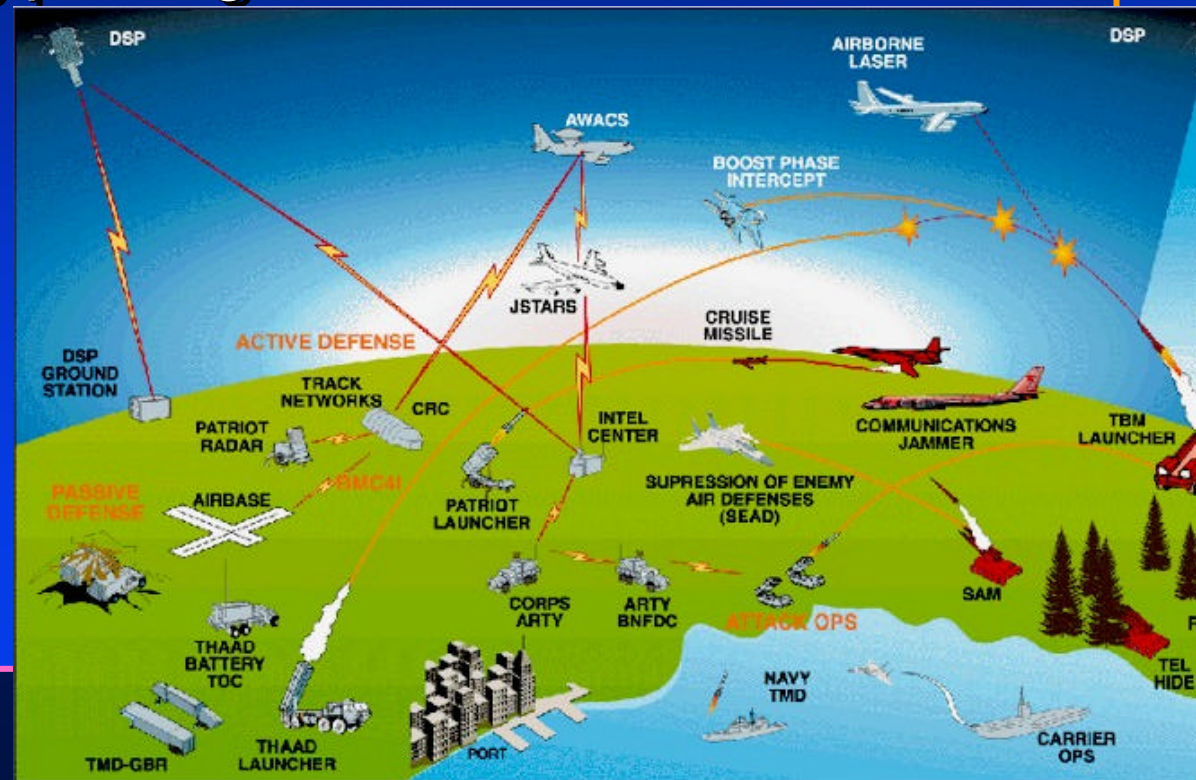 DSP
DSP
AIRBORNE
LASER
AWACS
BOOST PHASE
INTERCEPT
JSTARS
CRUISE
MISSILE
ACTIVE DEFENSE
DSP
GROUND
STATION
TRACK
NETWORKS
CRC
PATRIOT
RADAR
INTEL
CENTER
COMMUNICATIONS
JAMMER
TBM
LAUNCHER
BMC4I
PASSIVE
DEFENSE
AIRBASE
PATRIOT
LAUNCHER
SUPRESSION OF ENEMY
AIR DEFENSES
(SEAD)
CORPS
ARTY
ARTY
BNFDC
ATTACK OPS
SAM
THAAD
BATTERY
TOC
TEL
HIDE
NAVY
TMD
CARRIER
OPS
TMD-GBR
THAAD
LAUNCHER
PORT